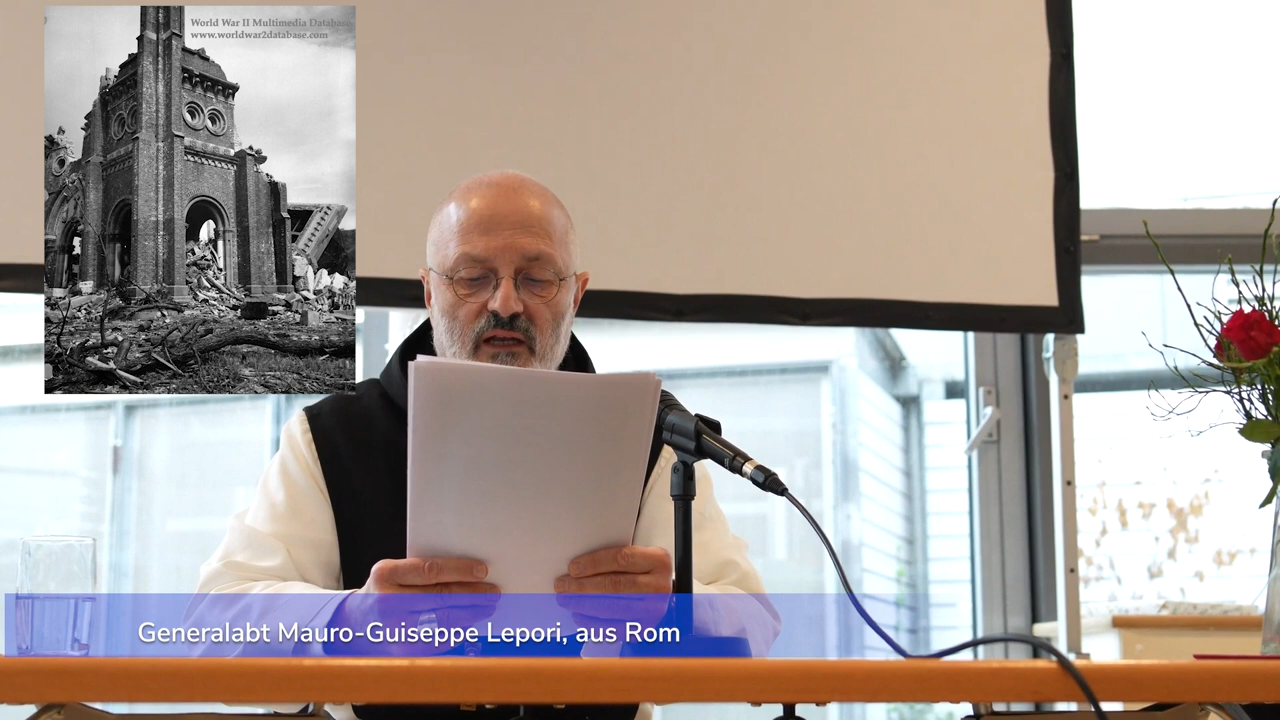 World War II Multimedia Database
www.worldwar2database.com
Generalabt Mauro-Guiseppe Lepori, aus Rom